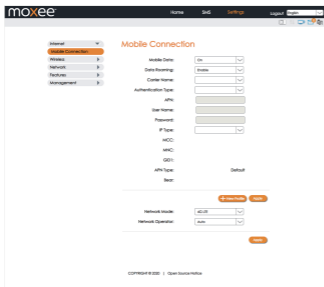 moxee
Home SMS Settings Logout English
Internet
Mobile Connection
Wireless
Network
Features
Management
Mobile Connection
Mobile Data: On
Data Roaming: Enable
Carrier Name:
Authentication Type:
APN:
User Name:
Password:
IP Type:
MCC:
MNC:
GID1:
APN Type: Default
Bear:
+ New Profile Apply
Network Mode: 4G LTE
Network Operator: Auto
Apply
COPYRIGHT © 2020 | Open Source Notice